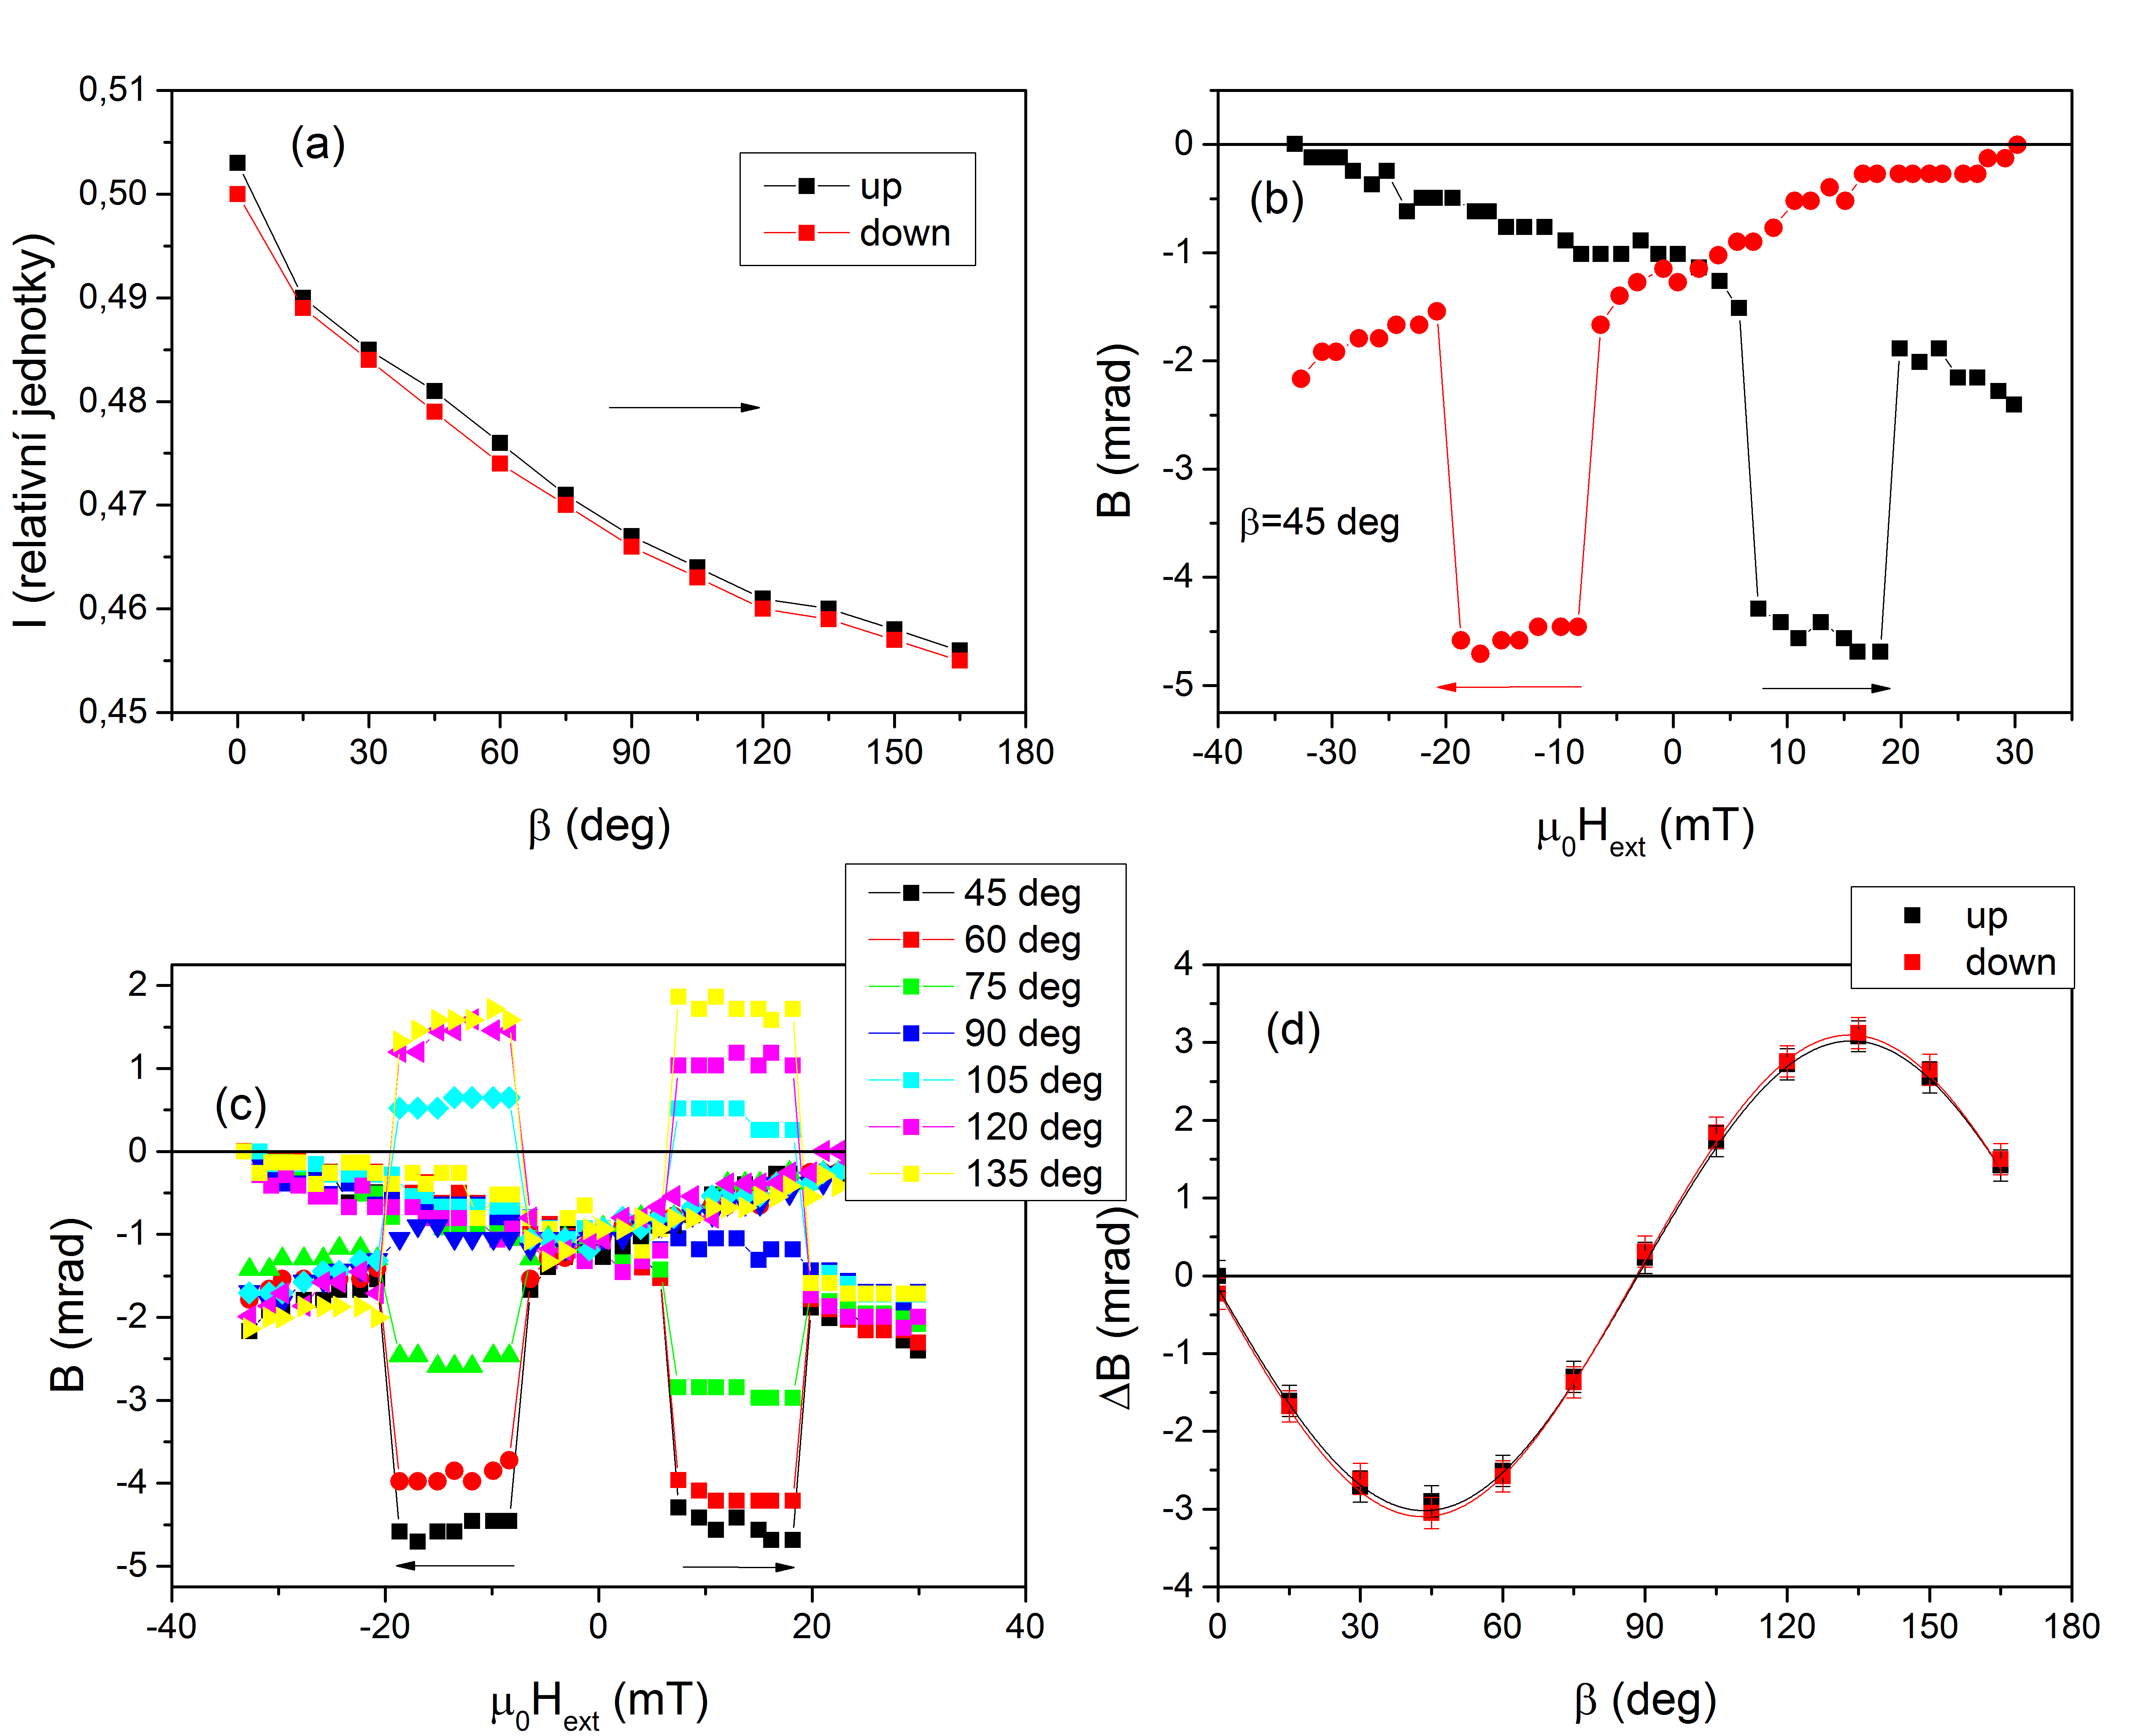 (a)
up
down
0,51
0,50
0,49
0,48
0,47
0,46
0,45
I (relativní jednotky)
0 30 60 90 120 150 180
β (deg)
(b)
β=45 deg
0
-1
-2
-3
-4
-5
B (mrad)
-40 -30 -20 -10 0 10 20 30
μ0Hext (mT)
45 deg
60 deg
75 deg
90 deg
105 deg
120 deg
135 deg
(c)
2
1
0
-1
-2
-3
-4
-5
B (mrad)
-40 -20 0 20 40
μ0Hext (mT)
up
down
(d)
4
3
2
1
0
-1
-2
-3
-4
ΔB (mrad)
0 30 60 90 120 150 180
β (deg)